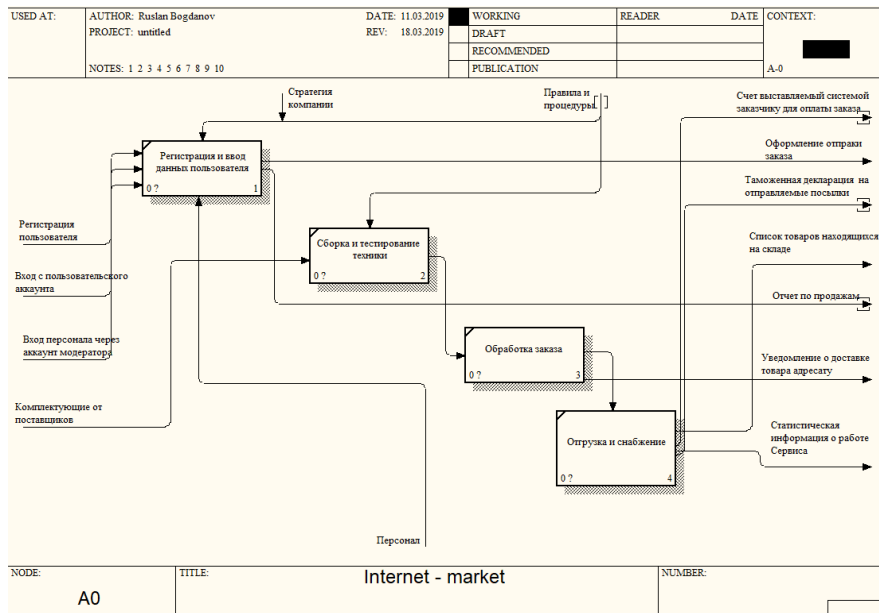 USED AT:
AUTHOR: Ruslan Bogdanov
DATE: 11.03.2019
WORKING
READER
DATE
CONTEXT:
PROJECT: untitled
REV: 18.03.2019
DRAFT
RECOMMENDED
NOTES: 1 2 3 4 5 6 7 8 9 10
PUBLICATION
A-0
Стратегия
компании
Правила и
процедуры
Счет выставляемый системой
заказчику для оплаты заказа
Регистрация и ввод
данных пользователя
0 ?
1
Оформление отпраки
заказа
Таможенная декларация на
отправляемые посылки
Регистрация
пользователя
Сборка и тестирование
техники
0 ?
2
Список товаров находящихся
на складе
Вход с пользовательского
аккаунта
Отчет по продажам
Вход персонала через
аккаунт модератора
Обработка заказа
0 ?
3
Уведомление о доставке
товара адресату
Комплектующие от
поставщиков
Отгрузка и снабжение
0 ?
4
Статистическая
информация о работе
Сервиса
Персонал
NODE:
TITLE:
NUMBER:
A0
Internet - market